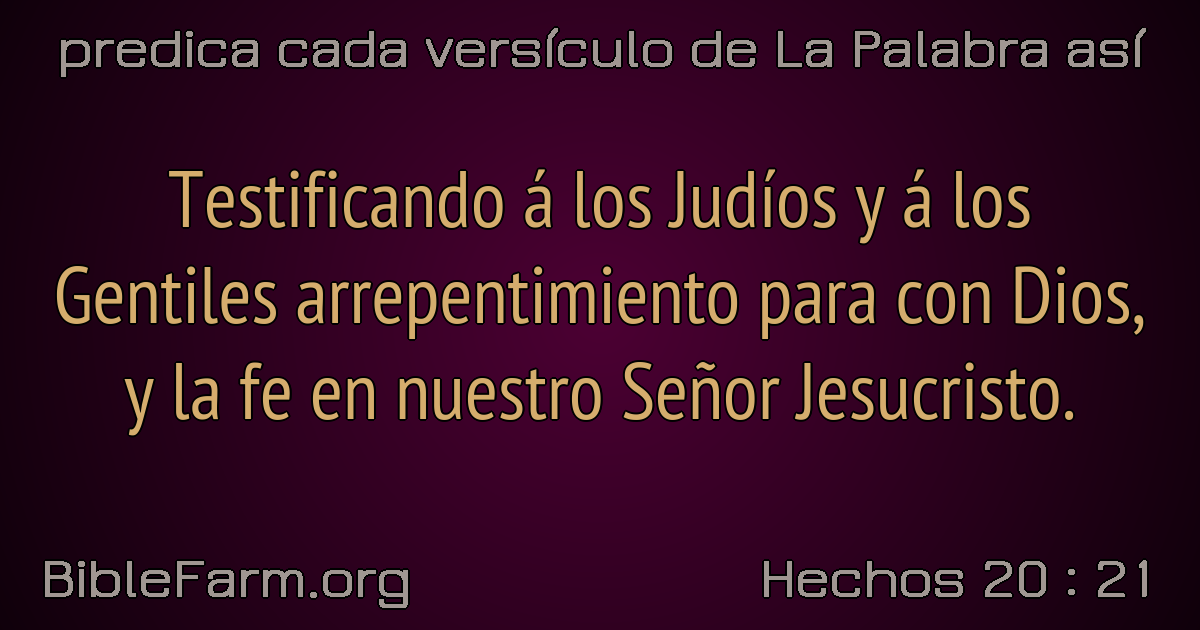 predica cada versículo de La Palabra así
Testificando á los Judíos y á los
Gentiles arrepentimiento para con Dios,
y la fe en nuestro Señor Jesucristo.
BibleFarm.org
Hechos 20 : 21